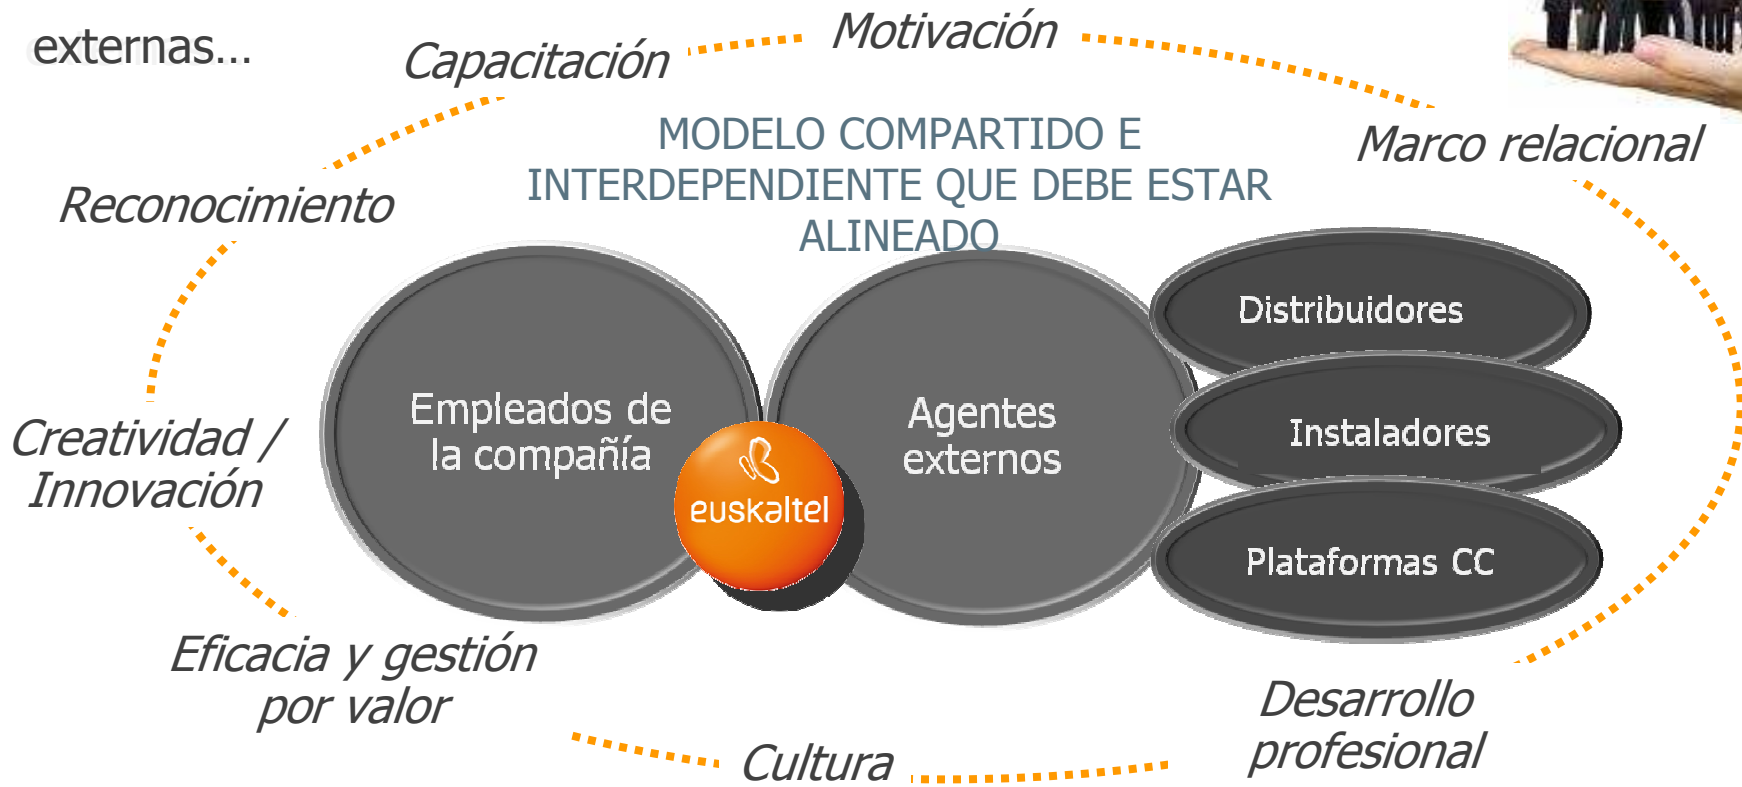 externas...
Capacitación
Motivación
Marco relacional
MODELO COMPARTIDO E
INTERDEPENDIENTE QUE DEBE ESTAR
ALINEADO
Reconocimiento
Empleados de
la compañía
euskaltel
Agentes
externos
Distribuidores
Instaladores
Plataformas CC
Creatividad /
Innovación
Eficacia y gestión
por valor
Cultura
Desarrollo
profesional